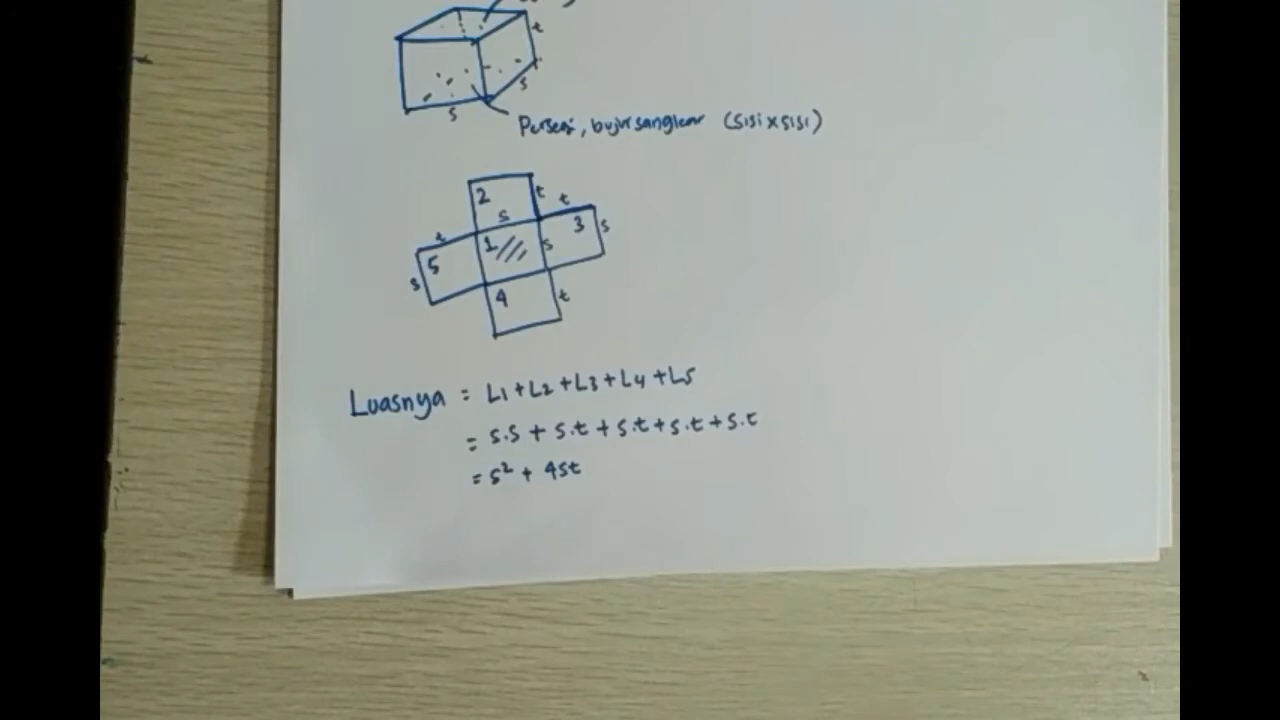 t
s
s
Persegi, bujursangkar (sisi x sisi)
2 t t
s 3 s
t 1 s
5
s
4 t
Luasnya = L1 + L2 + L3 + L4 + L5
= s.s + s.t + s.t + s.t + s.t
= s² + 4st